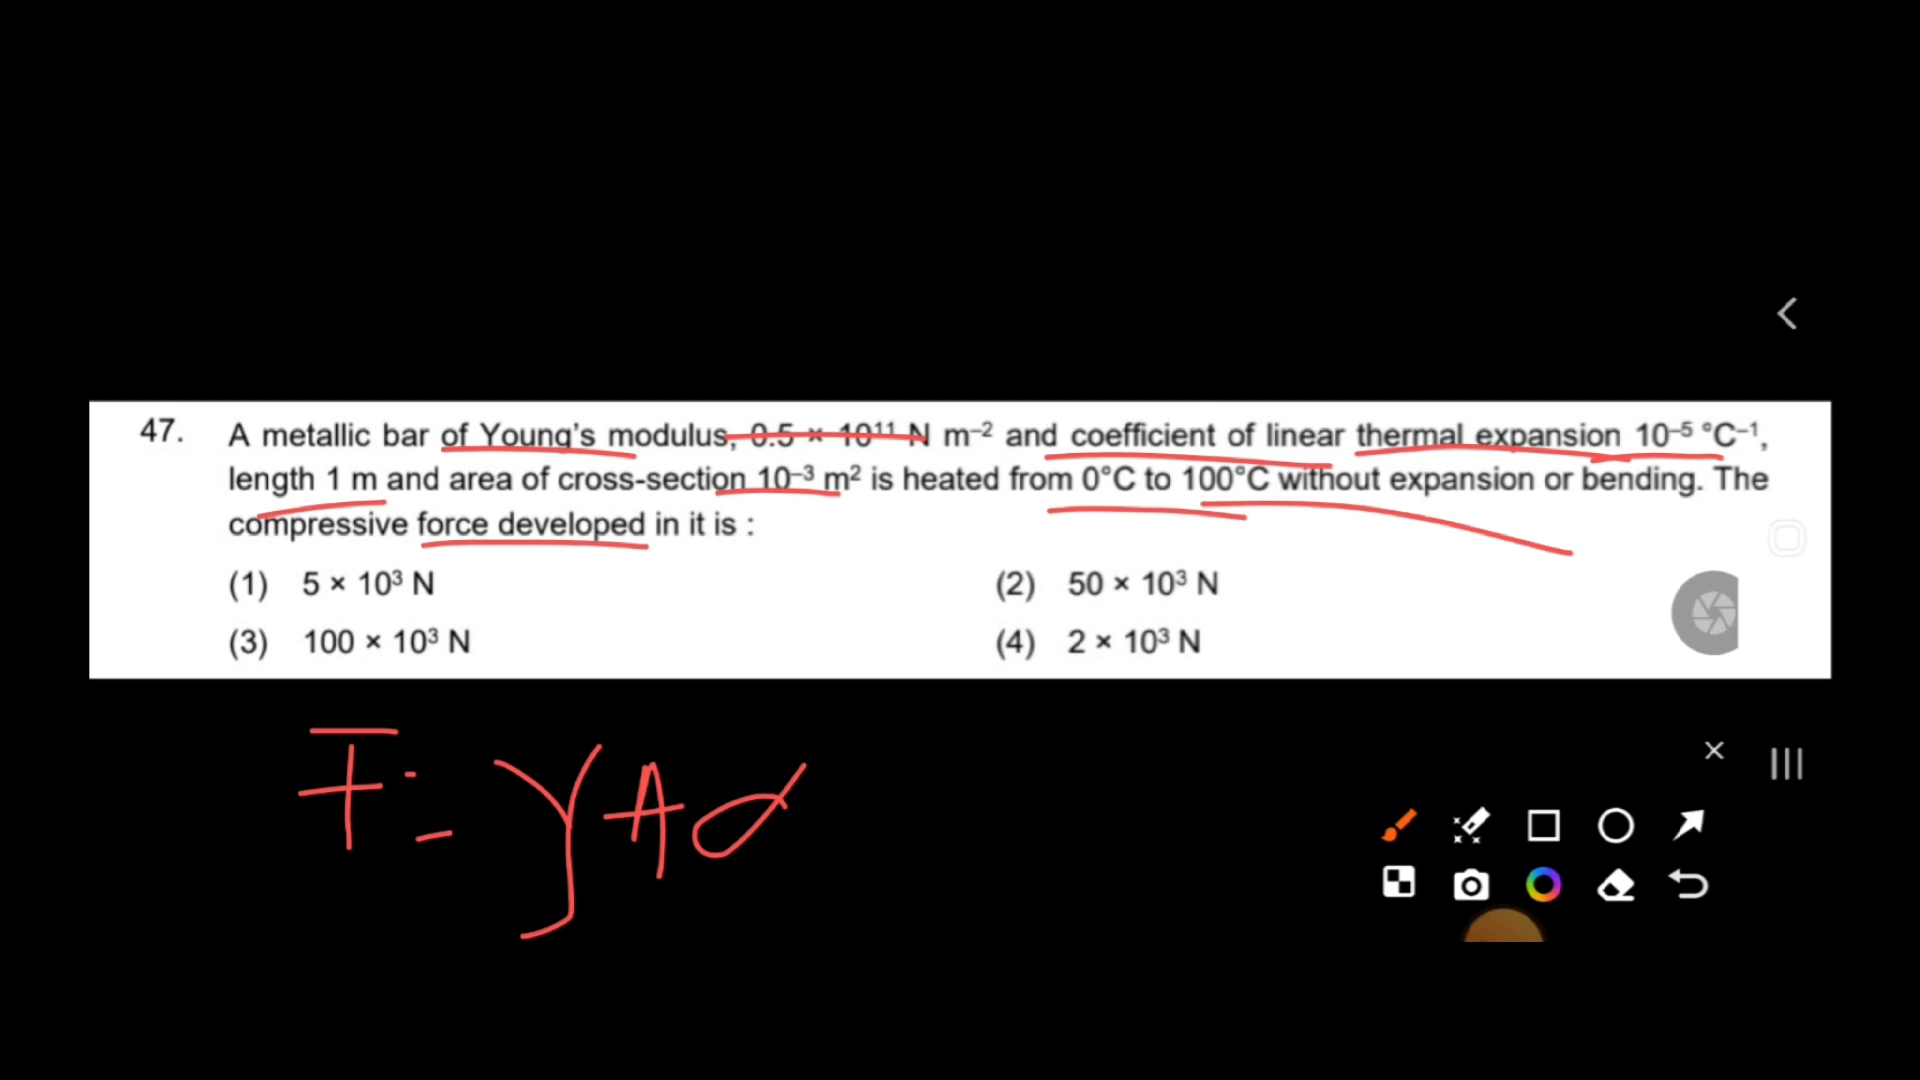 47. A metallic bar of Young's modulus, 0.5 × 10¹¹ N m⁻² and coefficient of linear thermal expansion 10⁻⁵ °C⁻¹,
length 1 m and area of cross-section 10⁻³ m² is heated from 0°C to 100°C without expansion or bending. The
compressive force developed in it is :
(1) 5 × 10³ N (2) 50 × 10³ N
(3) 100 × 10³ N (4) 2 × 10³ N
F = YAα